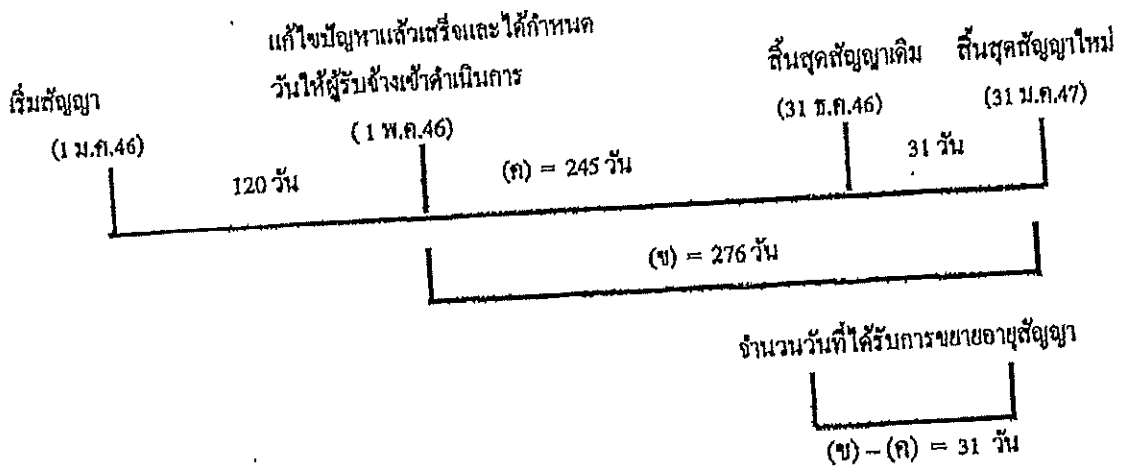 แก้ไขปัญหาแล้วเสร็จและได้กำหนด
วันให้ผู้รับจ้างเข้าดำเนินการ
สิ้นสุดสัญญาเดิม
สิ้นสุดสัญญาใหม่
เริ่มสัญญา
(1 ม.ค.46)
(1 พ.ค.46)
(31 ธ.ค.46)
(31 ม.ค.47)
120 วัน
(ค) = 245 วัน
31 วัน
(ข) = 276 วัน
จำนวนวันที่ได้รับการขยายอายุสัญญา
(ข) – (ค) = 31 วัน